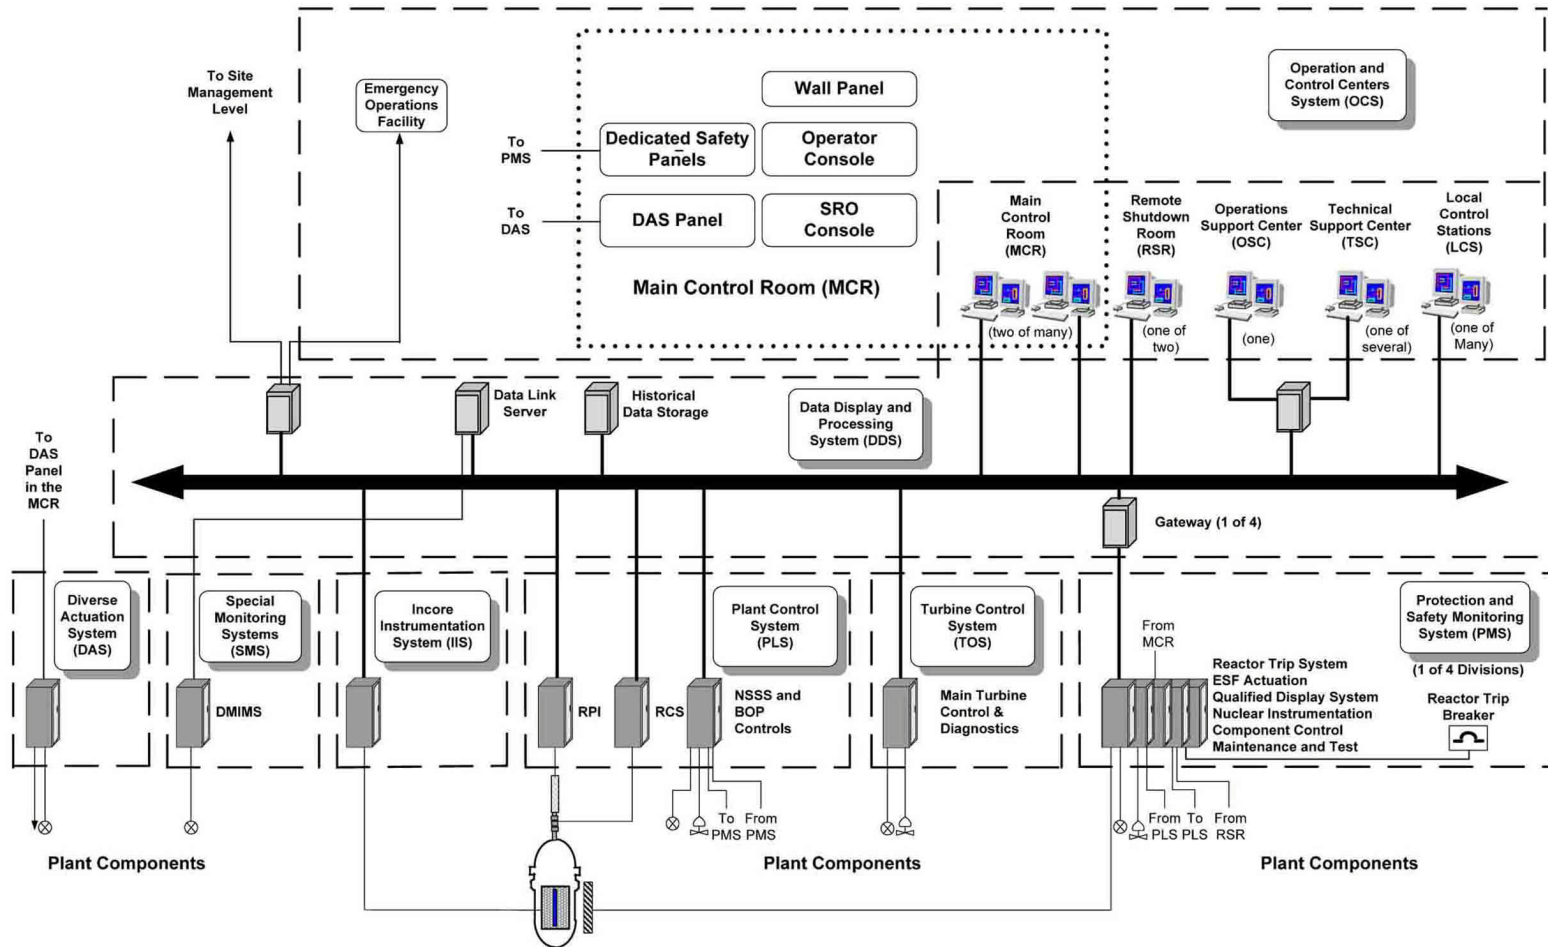 To Site
Management
Level
Emergency
Operations
Facility
Wall Panel
Operation and
Control Centers
System (OCS)
To
PMS
Dedicated Safety
Panels
Operator
Console
To
DAS
DAS Panel
SRO
Console
Main Control Room (MCR)
Main
Control
Room
(MCR)
Remote
Shutdown
Room
(RSR)
Operations
Support Center
(OSC)
Technical
Support Center
(TSC)
Local
Control
Stations
(LCS)
(two of many)
(one of
two)
(one)
(one of
several)
(one of
Many)
Data Link
Server
Historical
Data Storage
Data Display and
Processing
System (DDS)
To
DAS
Panel
in the
MCR
Gateway (1 of 4)
Diverse
Actuation
System
(DAS)
Special
Monitoring
Systems
(SMS)
Incore
Instrumentation
System (IIS)
Plant Control
System
(PLS)
Turbine Control
System
(TOS)
Protection and
Safety Monitoring
System (PMS)
(1 of 4 Divisions)
From
MCR
DMIMS
RPI
RCS
NSSS and
BOP
Controls
Main Turbine
Control &
Diagnostics
Reactor Trip System
ESF Actuation
Qualified Display System
Nuclear Instrumentation
Component Control
Maintenance and Test
Reactor Trip
Breaker
To
PMS
From
PMS
From
PLS
To
PLS
From
RSR
Plant Components
Plant Components
Plant Components